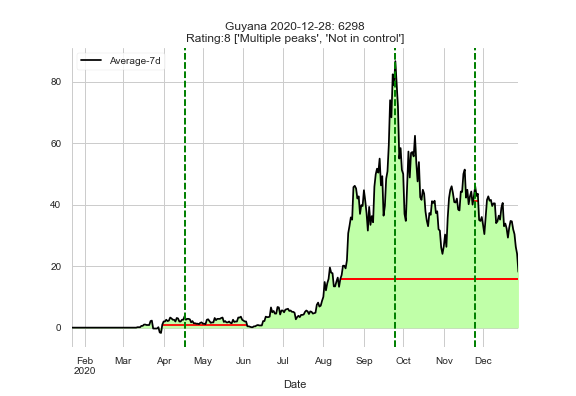 Guyana 2020-12-28: 6298
Rating:8 ['Multiple peaks', 'Not in control']
Average-7d
80
60
40
20
0
Feb Mar Apr May Jun Jul Aug Sep Oct Nov Dec
2020
Date